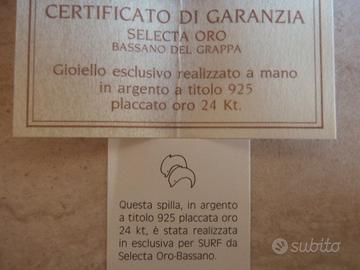 CERTIFICATO DI GARANZIA
SELECTA ORO
BASSANO DEL GRAPPA
Gioiello esclusivo realizzato a mano
in argento a titolo 925
placcato oro 24 Kt.
Questa spilla, in argento
a titolo 925 placcata oro
24 kt, è stata realizzata
in esclusiva per SURF da
Selecta Oro-Bassano.
subito